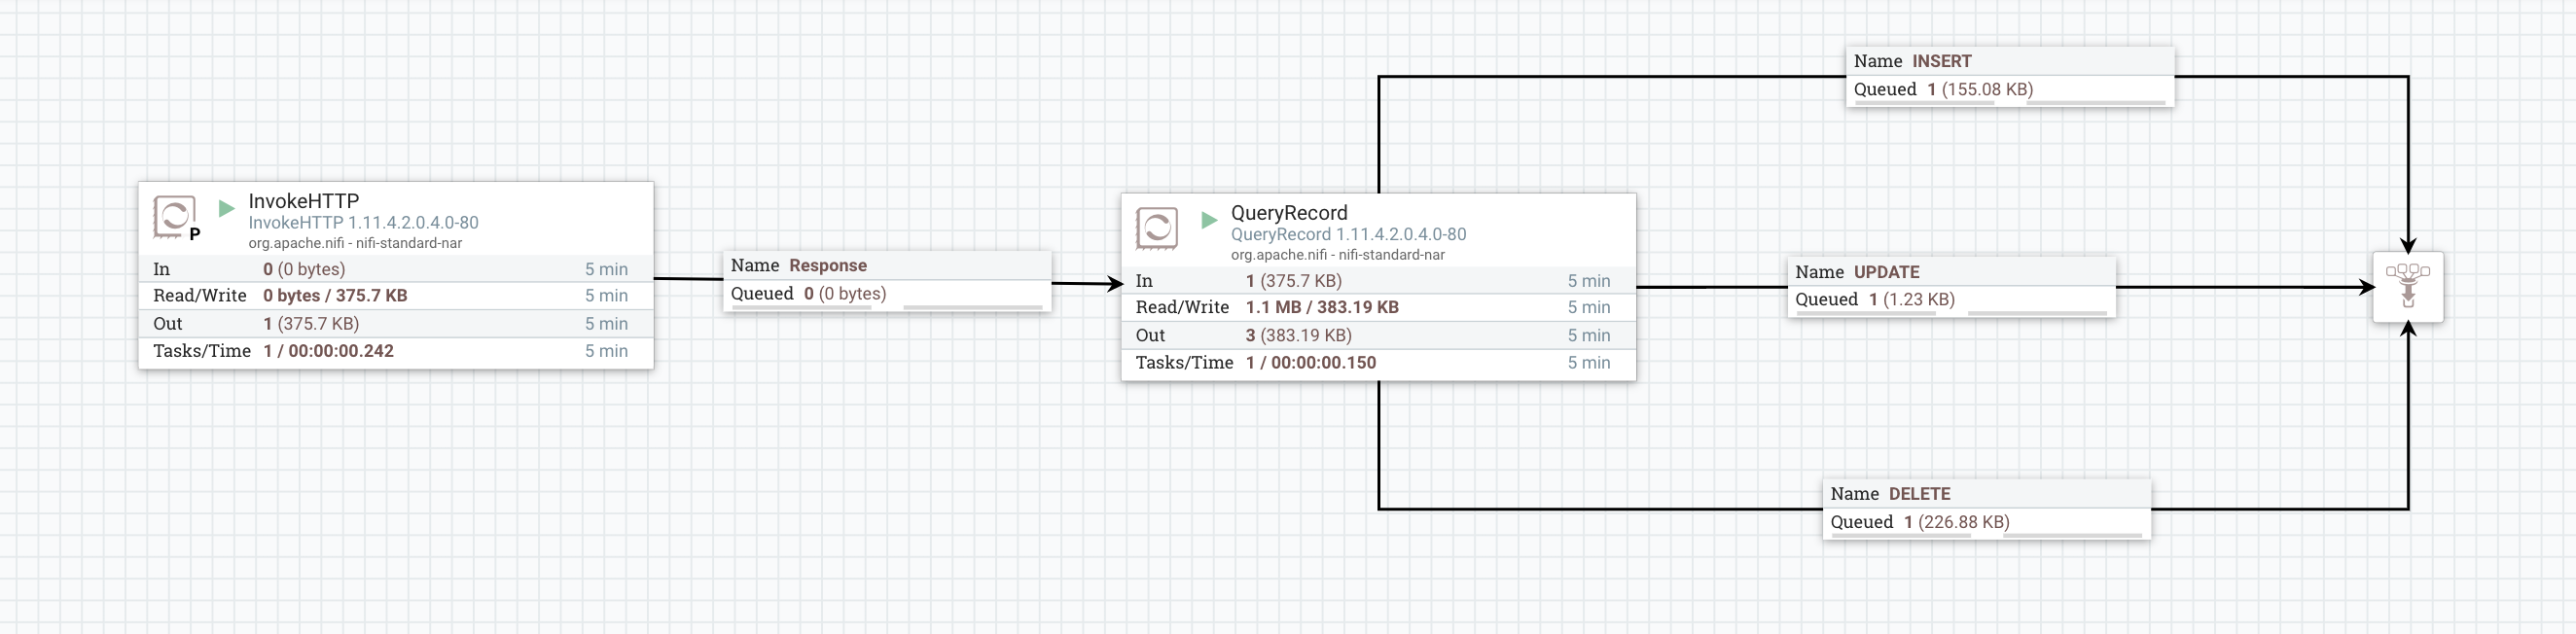 InvokeHTTP
InvokeHTTP 1.11.4.2.0.4.0-80
org.apache.nifi - nifi-standard-nar
P
In 0 (0 bytes) 5 min
Read/Write 0 bytes / 375.7 KB 5 min
Out 1 (375.7 KB) 5 min
Tasks/Time 1 / 00:00:00.242 5 min
Name Response
Queued 0 (0 bytes)
QueryRecord
QueryRecord 1.11.4.2.0.4.0-80
org.apache.nifi - nifi-standard-nar
In 1 (375.7 KB) 5 min
Read/Write 1.1 MB / 383.19 KB 5 min
Out 3 (383.19 KB) 5 min
Tasks/Time 1 / 00:00:00.150 5 min
Name INSERT
Queued 1 (155.08 KB)
Name UPDATE
Queued 1 (1.23 KB)
Name DELETE
Queued 1 (226.88 KB)